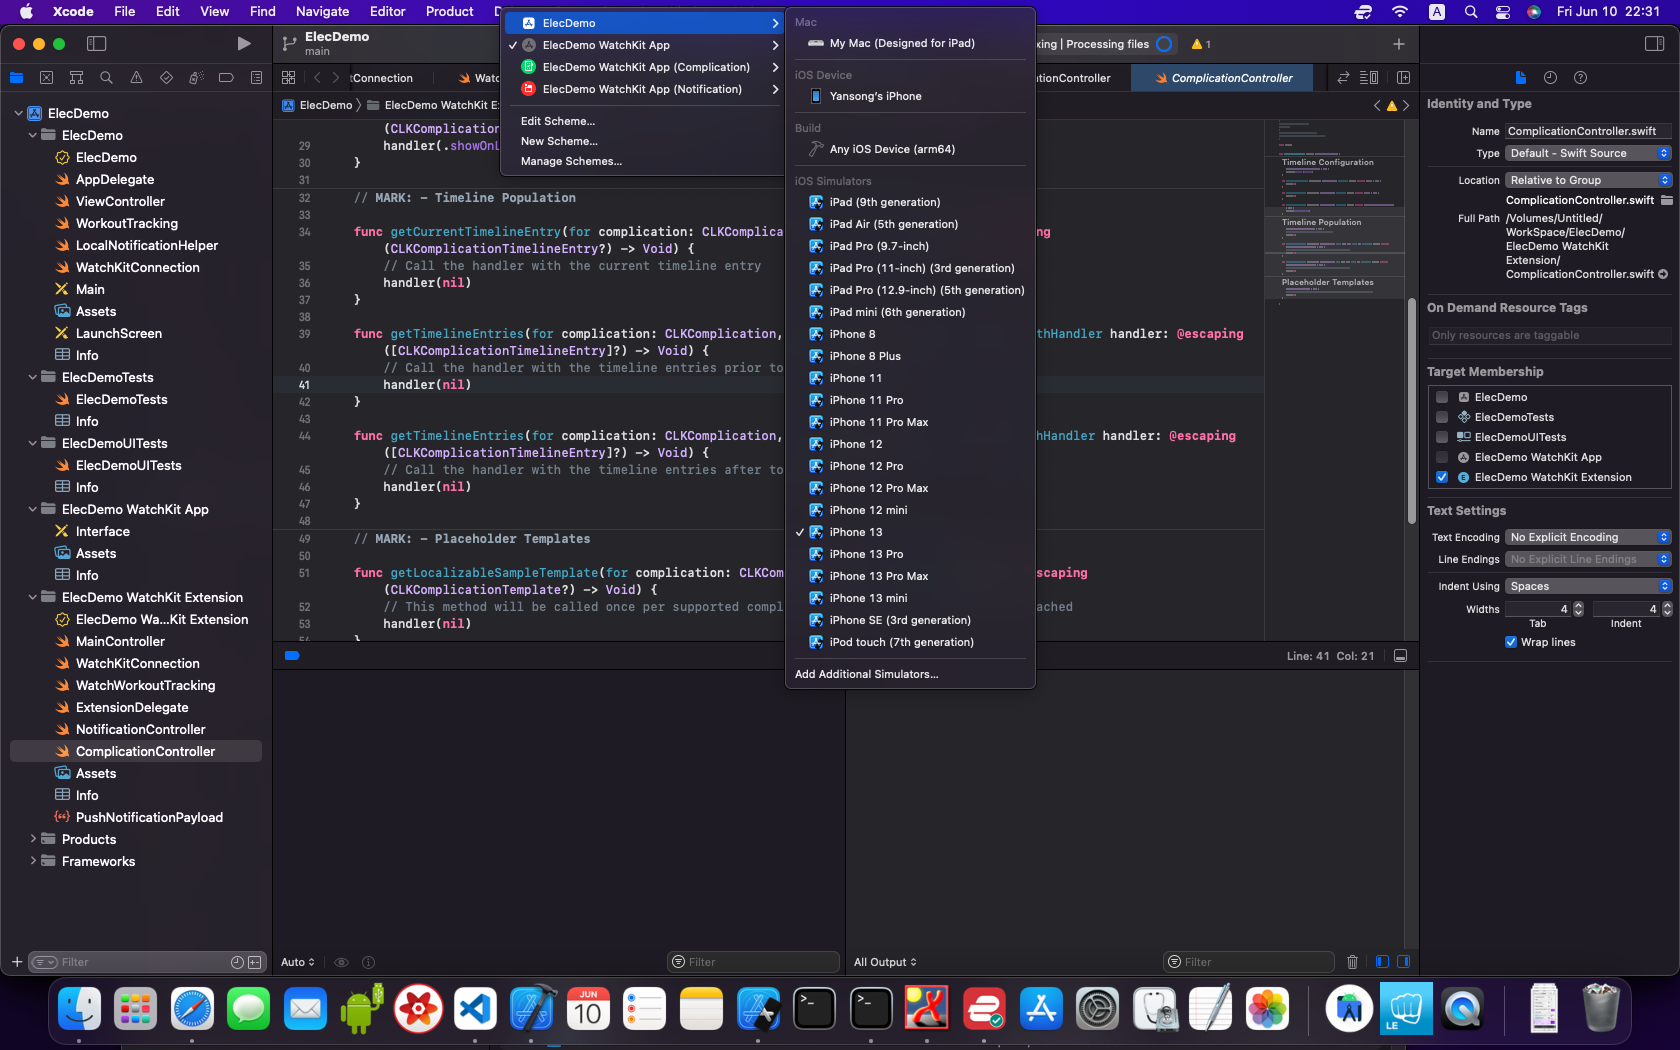 Xcode File Edit View Find Navigate Editor Product
Fri Jun 10 22:31
ElecDemo
main
Processing files
1
ElecDemo
ElecDemo WatchKit App
ElecDemo WatchKit App (Complication)
ElecDemo WatchKit App (Notification)
Edit Scheme...
New Scheme...
Manage Schemes...
Mac
My Mac (Designed for iPad)
iOS Device
Yansong's iPhone
Build
Any iOS Device (arm64)
iOS Simulators
iPad (9th generation)
iPad Air (5th generation)
iPad Pro (9.7-inch)
iPad Pro (11-inch) (3rd generation)
iPad Pro (12.9-inch) (5th generation)
iPad mini (6th generation)
iPhone 8
iPhone 8 Plus
iPhone 11
iPhone 11 Pro
iPhone 11 Pro Max
iPhone 12
iPhone 12 Pro
iPhone 12 Pro Max
iPhone 12 mini
iPhone 13
iPhone 13 Pro
iPhone 13 Pro Max
iPhone 13 mini
iPhone SE (3rd generation)
iPod touch (7th generation)
Add Additional Simulators...
ElecDemo
ElecDemo
ElecDemo
AppDelegate
ViewController
WorkoutTracking
LocalNotificationHelper
WatchKitConnection
Main
Assets
LaunchScreen
Info
ElecDemoTests
ElecDemoTests
Info
ElecDemoUITests
ElecDemoUITests
Info
ElecDemo WatchKit App
Interface
Assets
Info
ElecDemo WatchKit Extension
ElecDemo Wa...Kit Extension
MainController
WatchKitConnection
WatchWorkoutTracking
ExtensionDelegate
NotificationController
ComplicationController
Assets
Info
PushNotificationPayload
Products
Frameworks
Filter
Connection
ComplicationController
ElecDemo
ElecDemo WatchKit
(CLKComplication
29 handler(.showOnL
30 }
31
32 // MARK: - Timeline Population
33
34 func getCurrentTimelineEntry(for complication: CLKComplica
ng
(CLKComplicationTimelineEntry?) -> Void) {
35 // Call the handler with the current timeline entry
36 handler(nil)
37 }
38
39 func getTimelineEntries(for complication: CLKComplication,
thHandler handler: @escaping
([CLKComplicationTimelineEntry]?) -> Void) {
40 // Call the handler with the timeline entries prior to
41 handler(nil)
42 }
43
44 func getTimelineEntries(for complication: CLKComplication,
hHandler handler: @escaping
([CLKComplicationTimelineEntry]?) -> Void) {
45 // Call the handler with the timeline entries after to
46 handler(nil)
47 }
48
49 // MARK: - Placeholder Templates
50
51 func getLocalizableSampleTemplate(for complication: CLKCom
scaping
(CLKComplicationTemplate?) -> Void) {
52 // This method will be called once per supported compl
ached
53 handler(nil)
54 }
Timeline Configuration
Timeline Population
Placeholder Templates
Line: 41 Col: 21
Auto
Filter
All Output
Filter
Identity and Type
Name ComplicationController.swift
Type Default - Swift Source
Location Relative to Group
ComplicationController.swift
Full Path /Volumes/Untitled/
WorkSpace/ElecDemo/
ElecDemo WatchKit
Extension/
ComplicationController.swift
On Demand Resource Tags
Only resources are taggable
Target Membership
ElecDemo
ElecDemoTests
ElecDemoUITests
ElecDemo WatchKit App
ElecDemo WatchKit Extension
Text Settings
Text Encoding No Explicit Encoding
Line Endings No Explicit Line Endings
Indent Using Spaces
Widths 4 4
Tab Indent
Wrap lines
JUN
10
LE